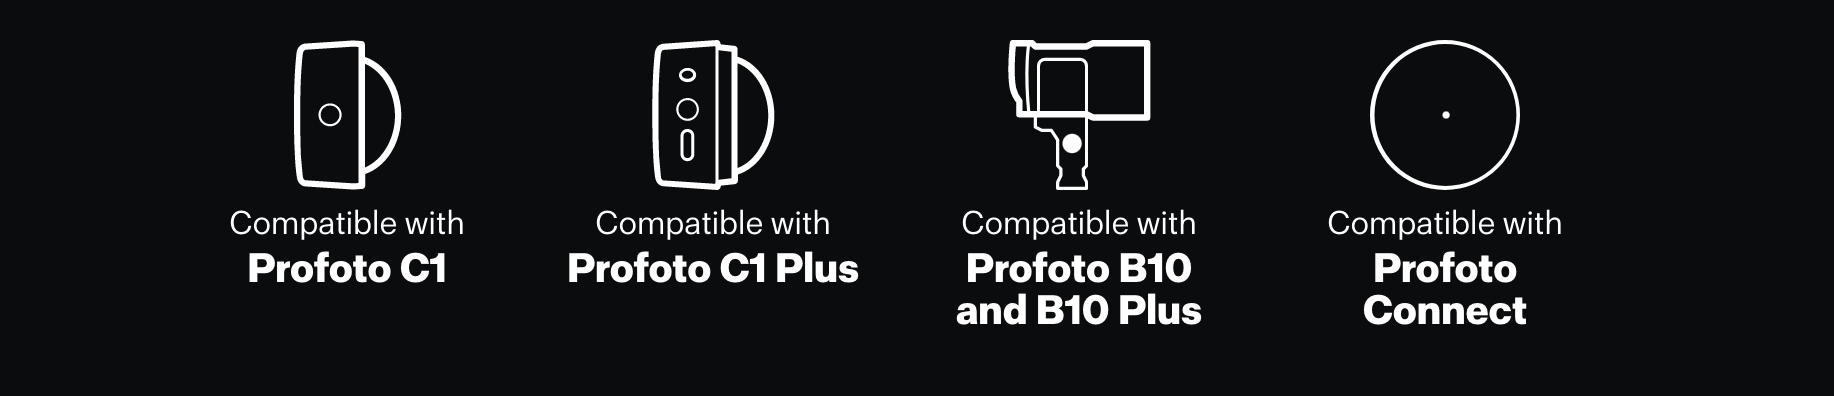 Compatible with
Profoto C1
Compatible with
Profoto C1 Plus
Compatible with
Profoto B10
and B10 Plus
Compatible with
Profoto
Connect